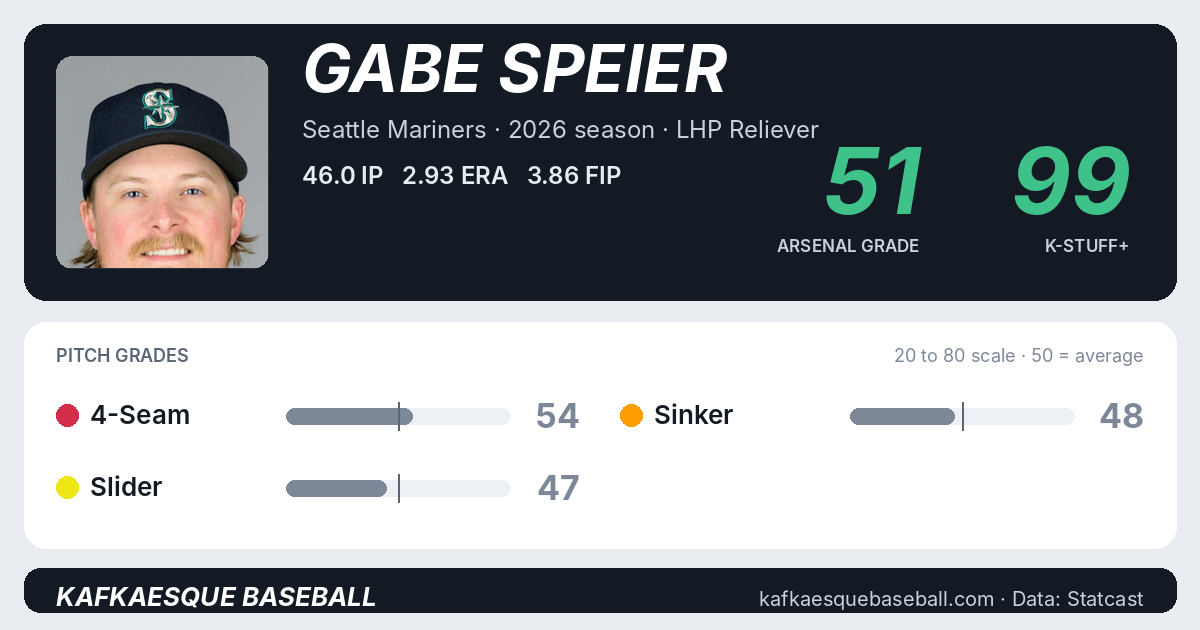 GABE SPEIER
Seattle Mariners · 2026 season · LHP Reliever
46.0 IP 2.93 ERA 3.86 FIP
51 99
ARSENAL GRADE K-STUFF+
PITCH GRADES 20 to 80 scale · 50 = average
4-Seam 54 Sinker 48
Slider 47
KAFKAESQUE BASEBALL kafkaesquebaseball.com · Data: Statcast